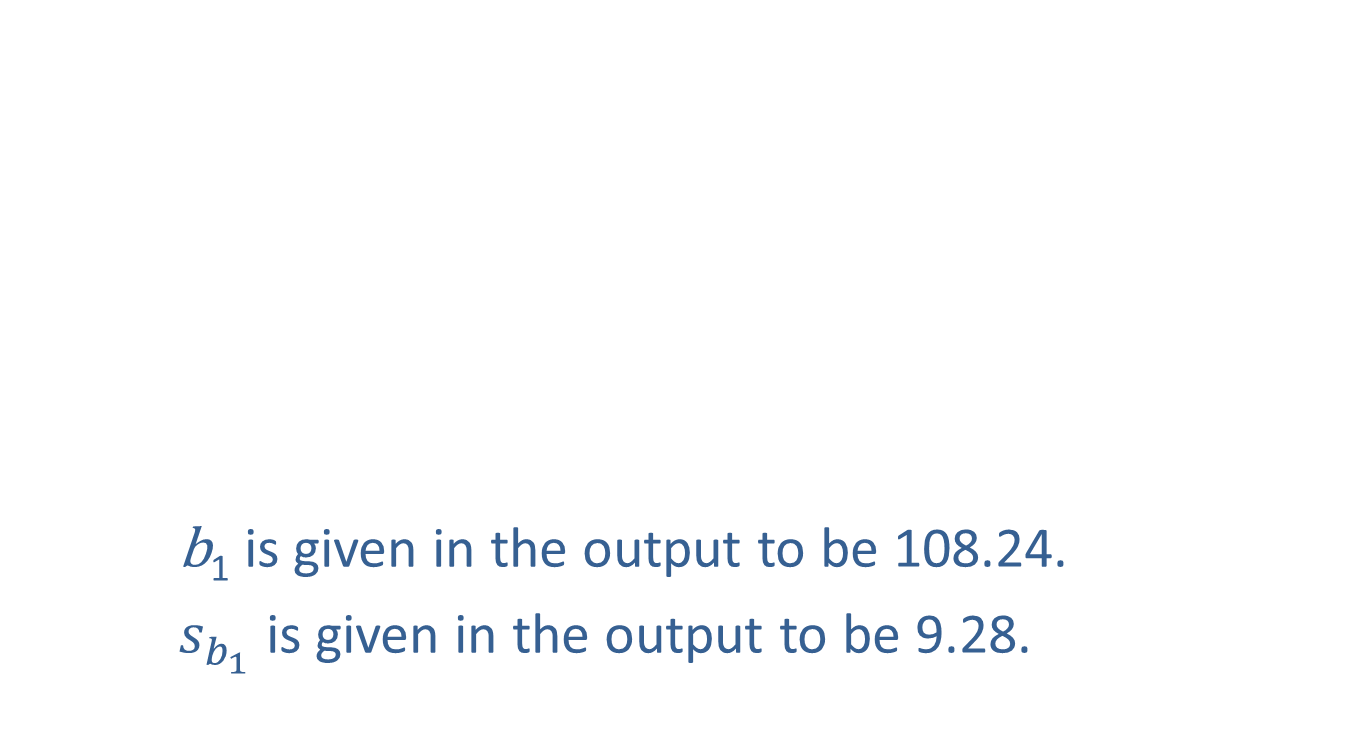 b₁ is given in the output to be 108.24.
s_b₁ is given in the output to be 9.28.